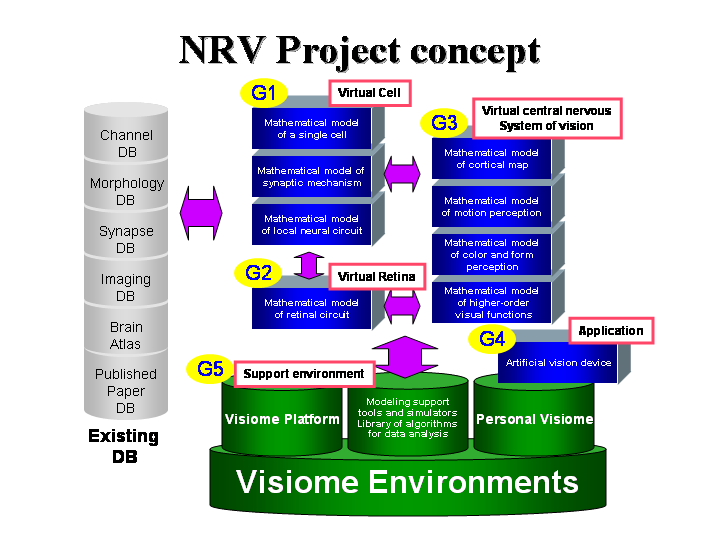 NRV Project concept
Channel
DB
Morphology
DB
Synapse
DB
Imaging
DB
Brain
Atlas
Published
Paper
DB
Existing
DB
G1
Virtual Cell
Mathematical model
of a single cell
Mathematical model of
synaptic mechanism
Mathematical model
of local neural circuit
G2
Virtual Retina
Mathematical model
of retinal circuit
G3
Virtual central nervous
System of vision
Mathematical model
of cortical map
Mathematical model
of motion perception
Mathematical model
of color and form
perception
Mathematical model
of higher-order
visual functions
G4
Application
Artificial vision device
G5
Support environment
Visiome Platform
Modeling support
tools and simulators
Library of algorithms
for data analysis
Personal Visiome
Visiome Environments